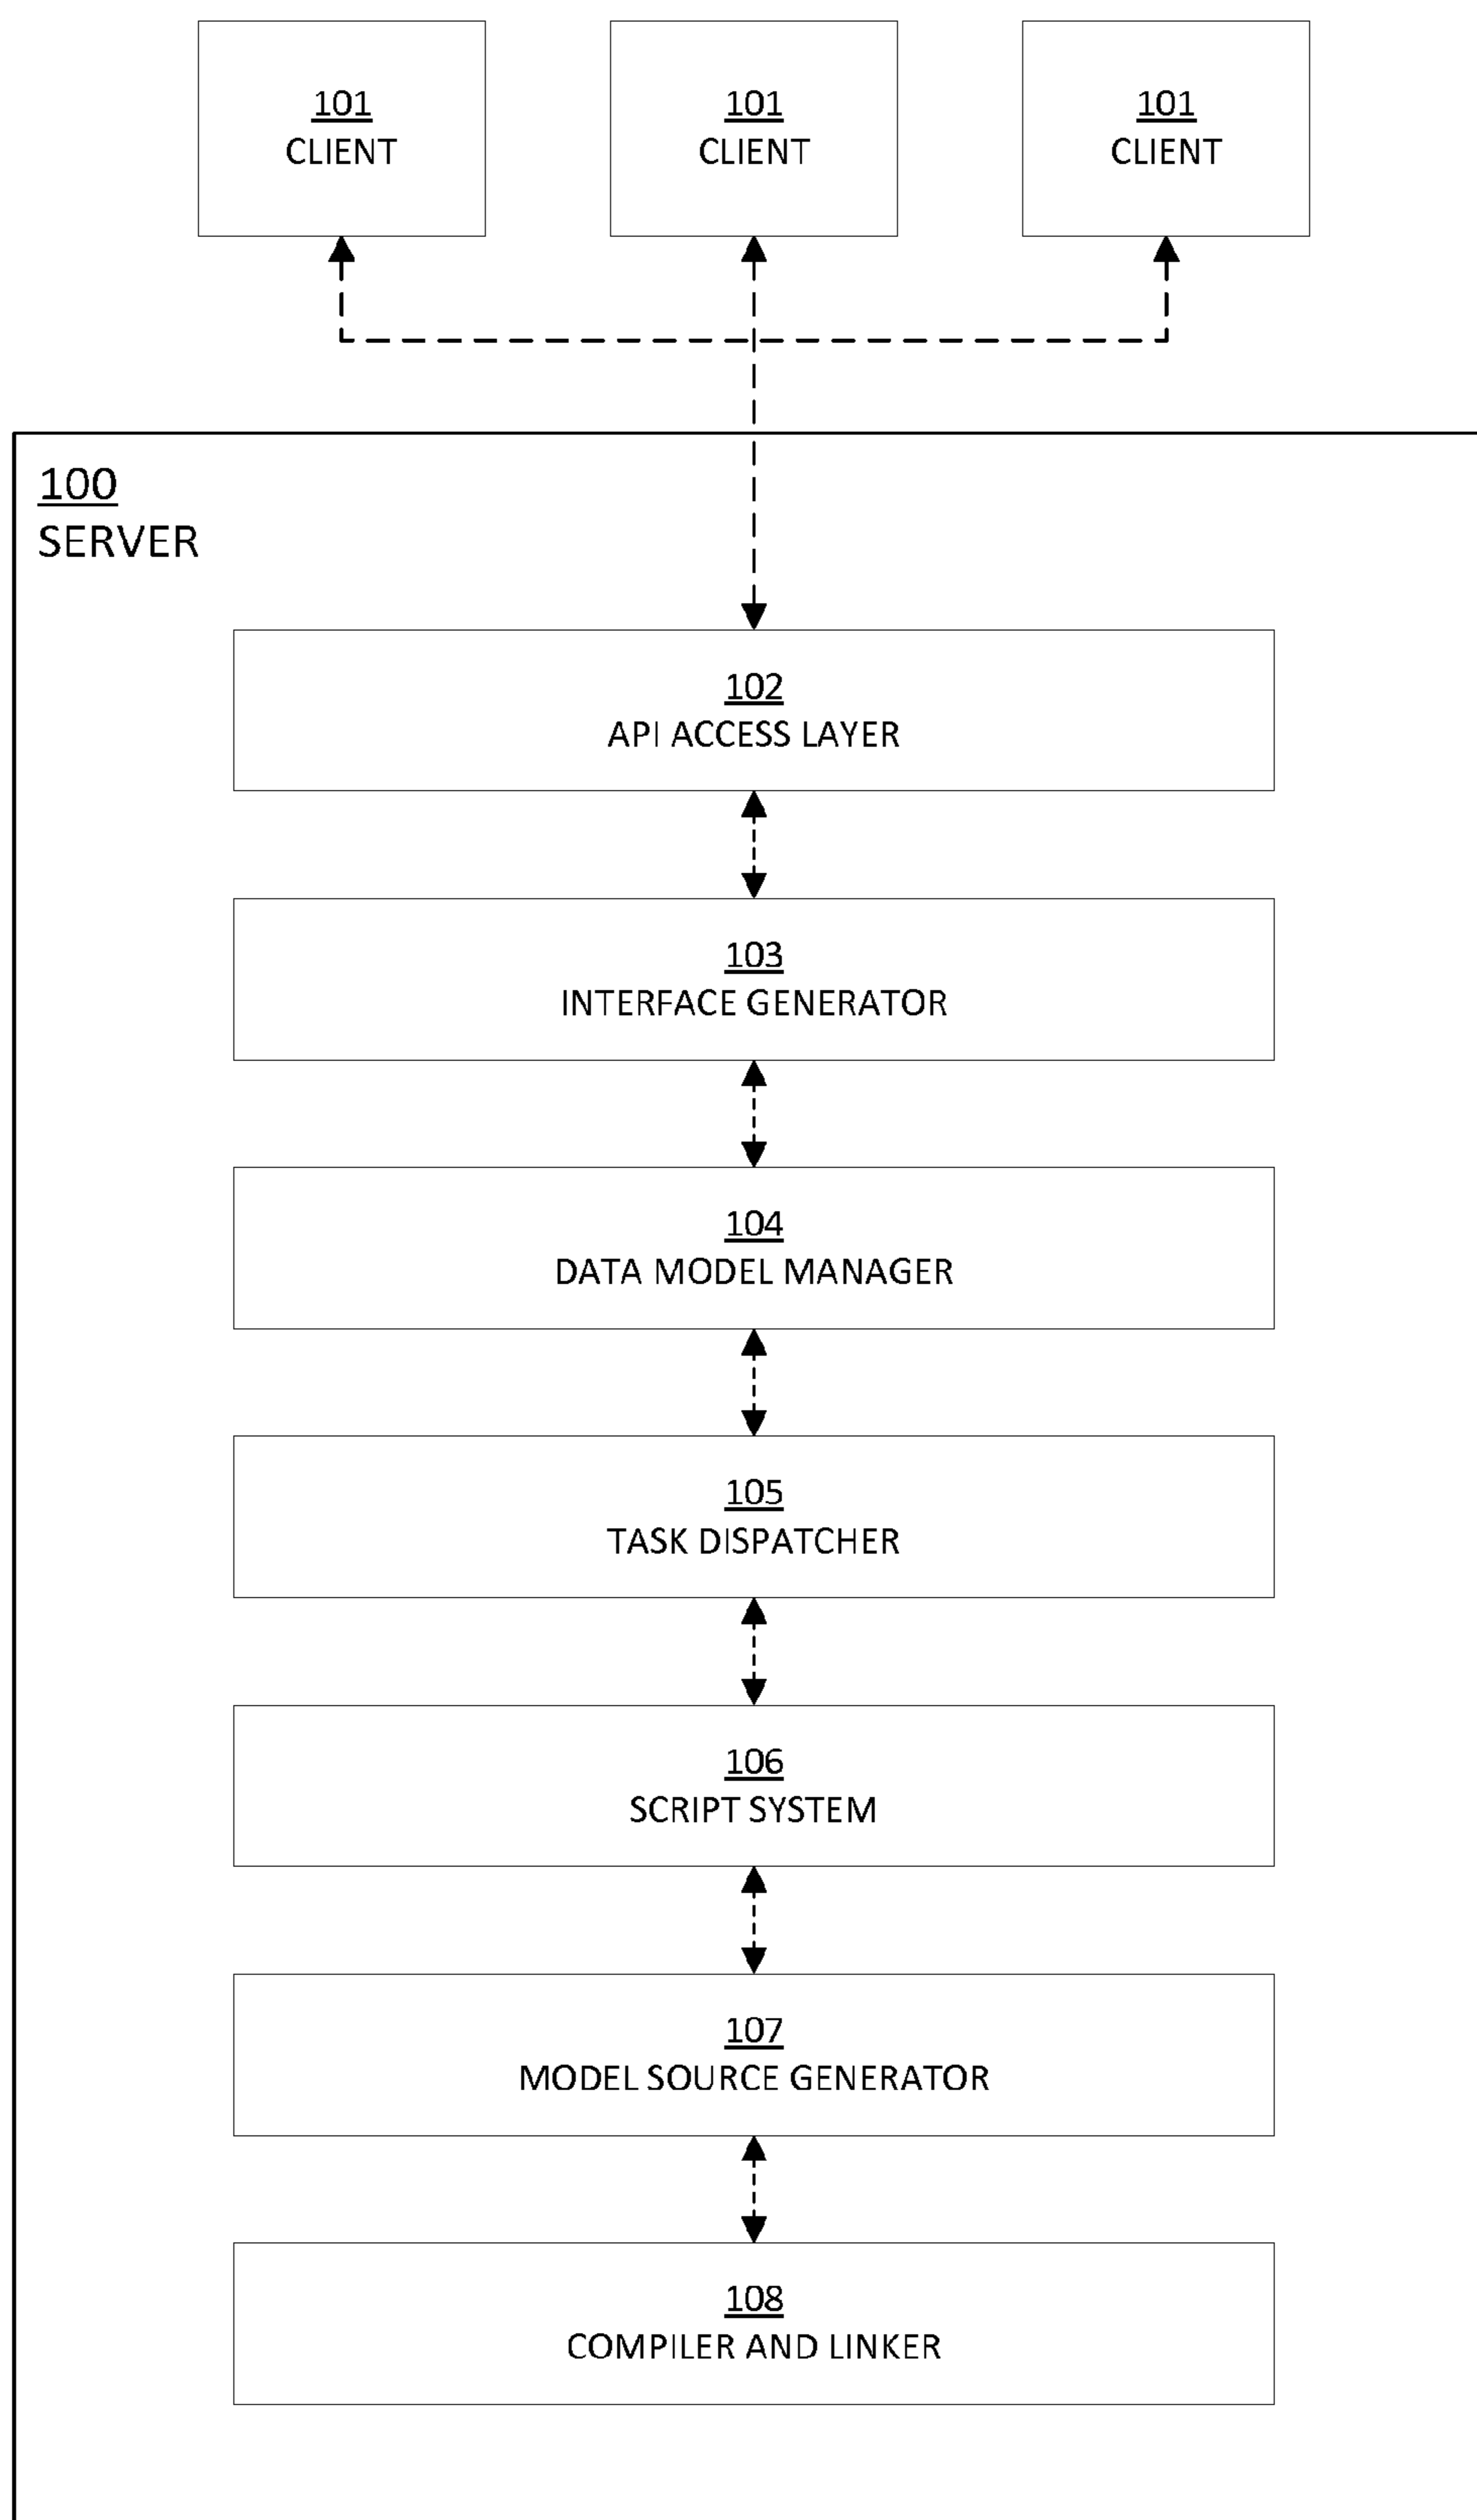 101
CLIENT
101
CLIENT
101
CLIENT
100
SERVER
102
API ACCESS LAYER
103
INTERFACE GENERATOR
104
DATA MODEL MANAGER
105
TASK DISPATCHER
106
SCRIPT SYSTEM
107
MODEL SOURCE GENERATOR
108
COMPILER AND LINKER